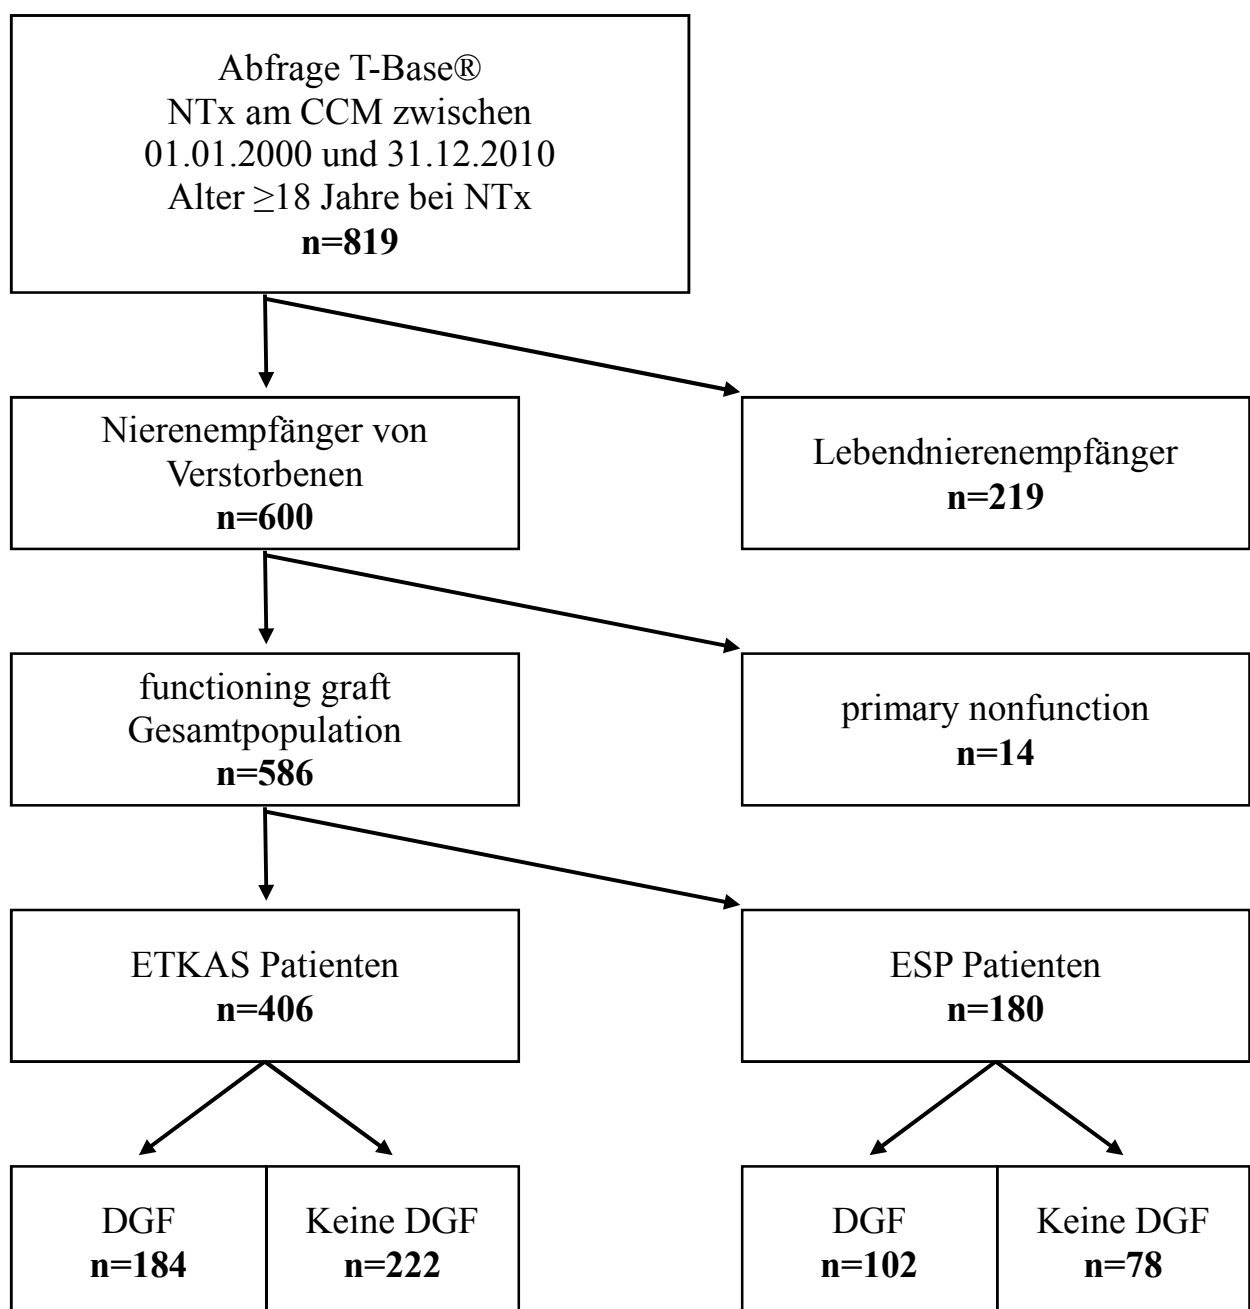 Abfrage T-Base®
NTx am CCM zwischen
01.01.2000 und 31.12.2010
Alter ≥18 Jahre bei NTx
n=819
Nierenempfänger von
Verstorbenen
n=600
Lebendnierenempfänger
n=219
functioning graft
Gesamtpopulation
n=586
primary nonfunction
n=14
ETKAS Patienten
n=406
ESP Patienten
n=180
DGF
n=184
Keine DGF
n=222
DGF
n=102
Keine DGF
n=78